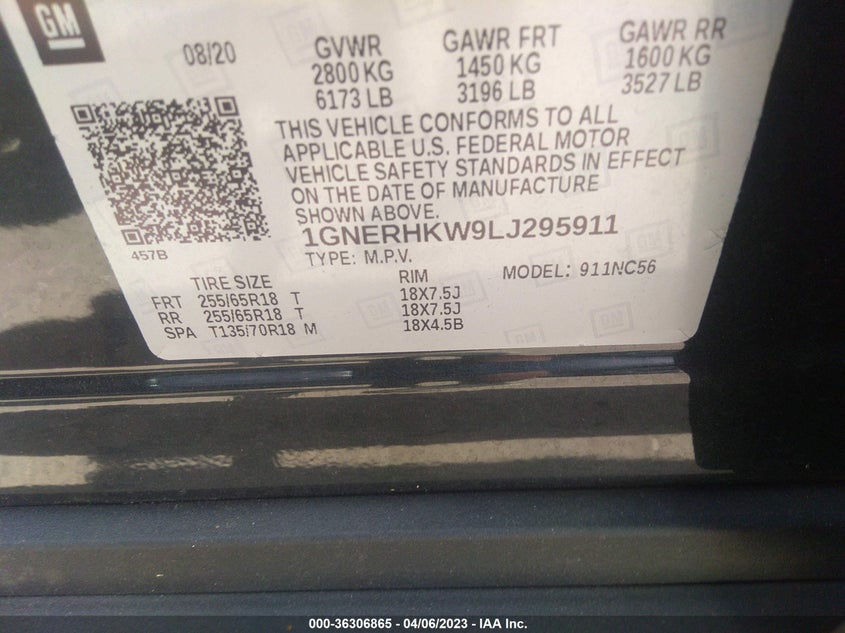 GM
08/20
GVWR
2800 KG
6173 LB
GAWR FRT
1450 KG
3196 LB
GAWR RR
1600 KG
3527 LB
THIS VEHICLE CONFORMS TO ALL
APPLICABLE U.S. FEDERAL MOTOR
VEHICLE SAFETY STANDARDS IN EFFECT
ON THE DATE OF MANUFACTURE
SHOWN ABOVE.
457B
1GNERHKW9LJ295911
TYPE: M.P.V.
MODEL: 911NC56
TIRE SIZE RIM
FRT 255/65R18 T 18X7.5J
RR 255/65R18 T 18X7.5J
SPA T135/70R18 M 18X4.5B
000-36306865 - 04/06/2023 - IAA Inc.